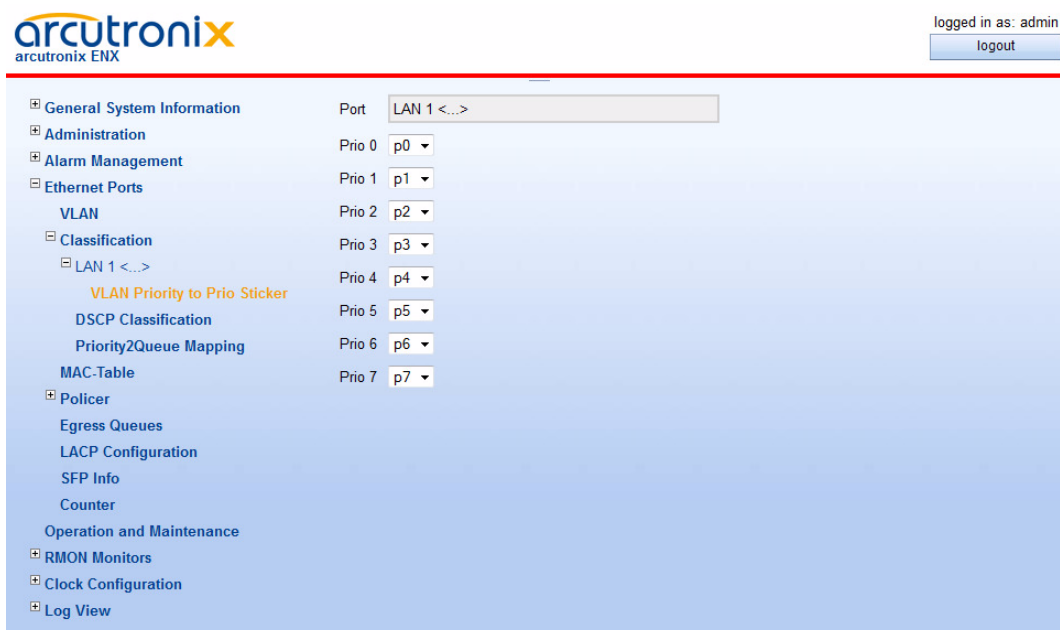 arcutronix
arcutronix ENX
logged in as: admin
logout
General System Information
Administration
Alarm Management
Ethernet Ports
VLAN
Classification
LAN 1 <...>
VLAN Priority to Prio Sticker
DSCP Classification
Priority2Queue Mapping
MAC-Table
Policer
Egress Queues
LACP Configuration
SFP Info
Counter
Operation and Maintenance
RMON Monitors
Clock Configuration
Log View
Port LAN 1 <...>
Prio 0 p0
Prio 1 p1
Prio 2 p2
Prio 3 p3
Prio 4 p4
Prio 5 p5
Prio 6 p6
Prio 7 p7